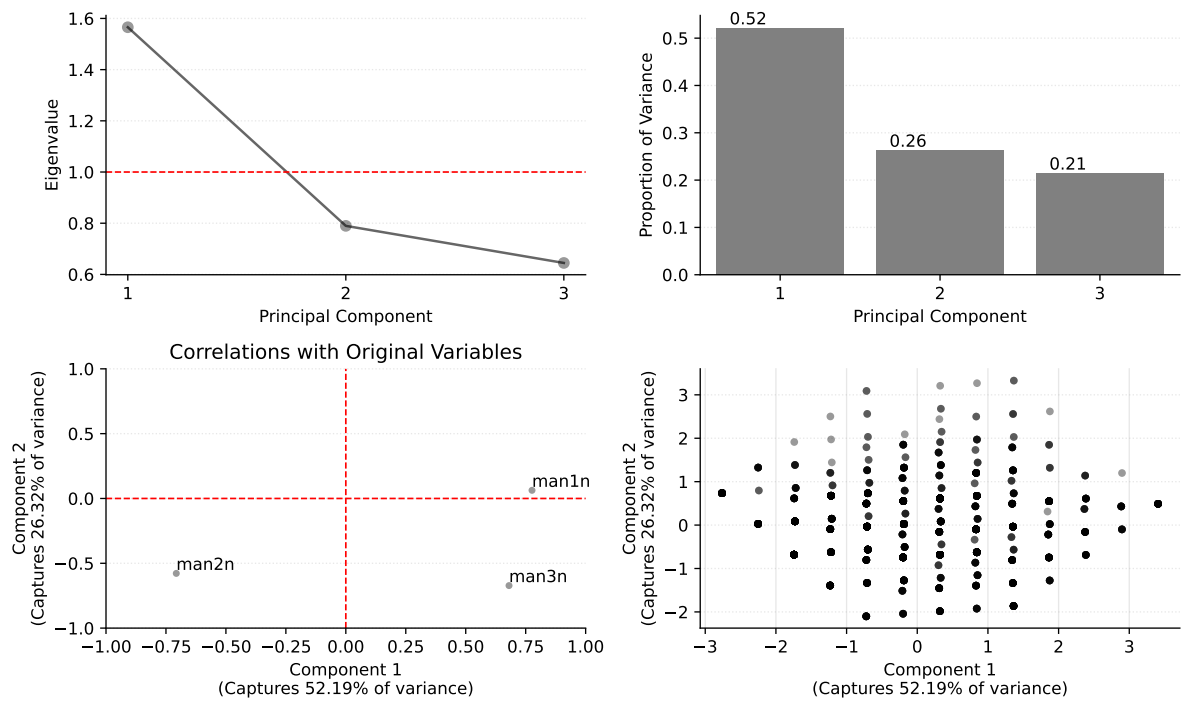 1.6
1.4
1.2
1.0
0.8
0.6
Eigenvalue
1 2 3
Principal Component
0.5
0.4
0.3
0.2
0.1
0.0
Proportion of Variance
0.52
0.26
0.21
1 2 3
Principal Component
Correlations with Original Variables
1.0
0.5
0.0
−0.5
−1.0
Component 2
(Captures 26.32% of variance)
man1n
man2n
man3n
−1.00 −0.75 −0.50 −0.25 0.00 0.25 0.50 0.75 1.00
Component 1
(Captures 52.19% of variance)
3
2
1
0
−1
−2
Component 2
(Captures 26.32% of variance)
−3 −2 −1 0 1 2 3
Component 1
(Captures 52.19% of variance)